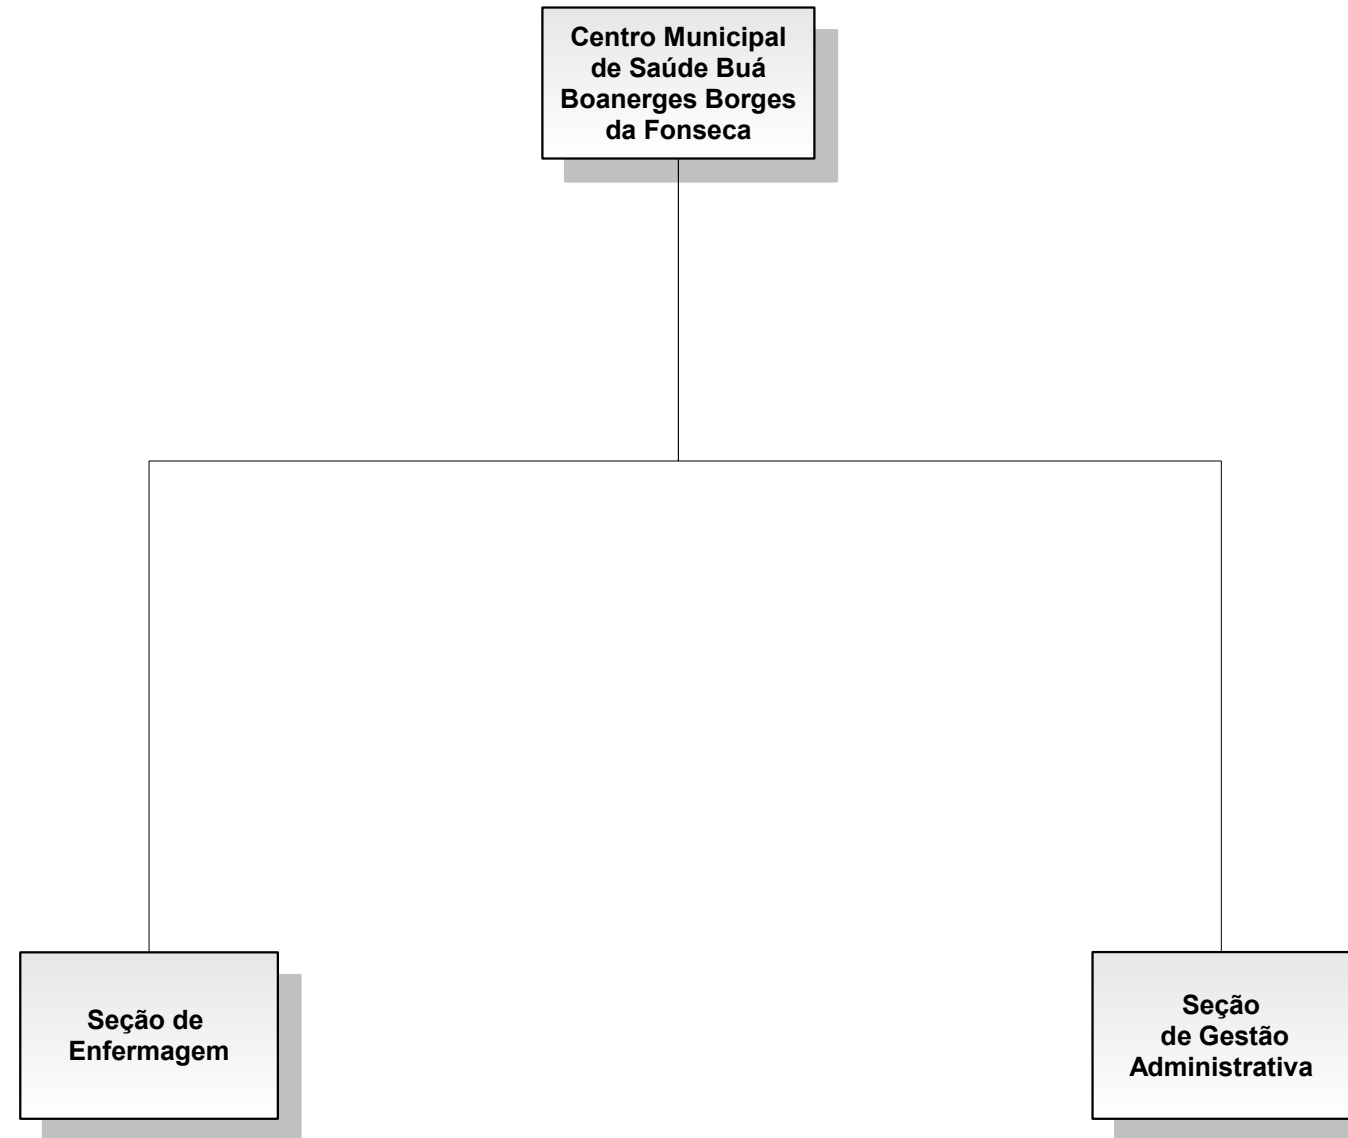 Centro Municipal
de Saúde Buá
Boanerges Borges
da Fonseca
Seção de
Enfermagem
Seção
de Gestão
Administrativa